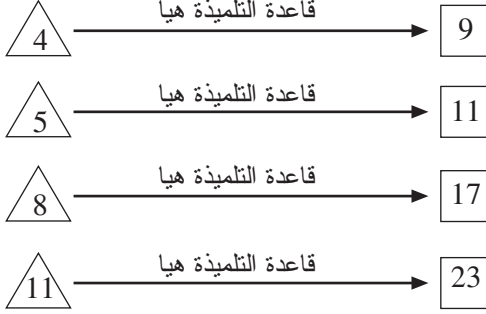 قاعدة التلميذة هيا
4 9
قاعدة التلميذة هيا
5 11
قاعدة التلميذة هيا
8 17
قاعدة التلميذة هيا
11 23